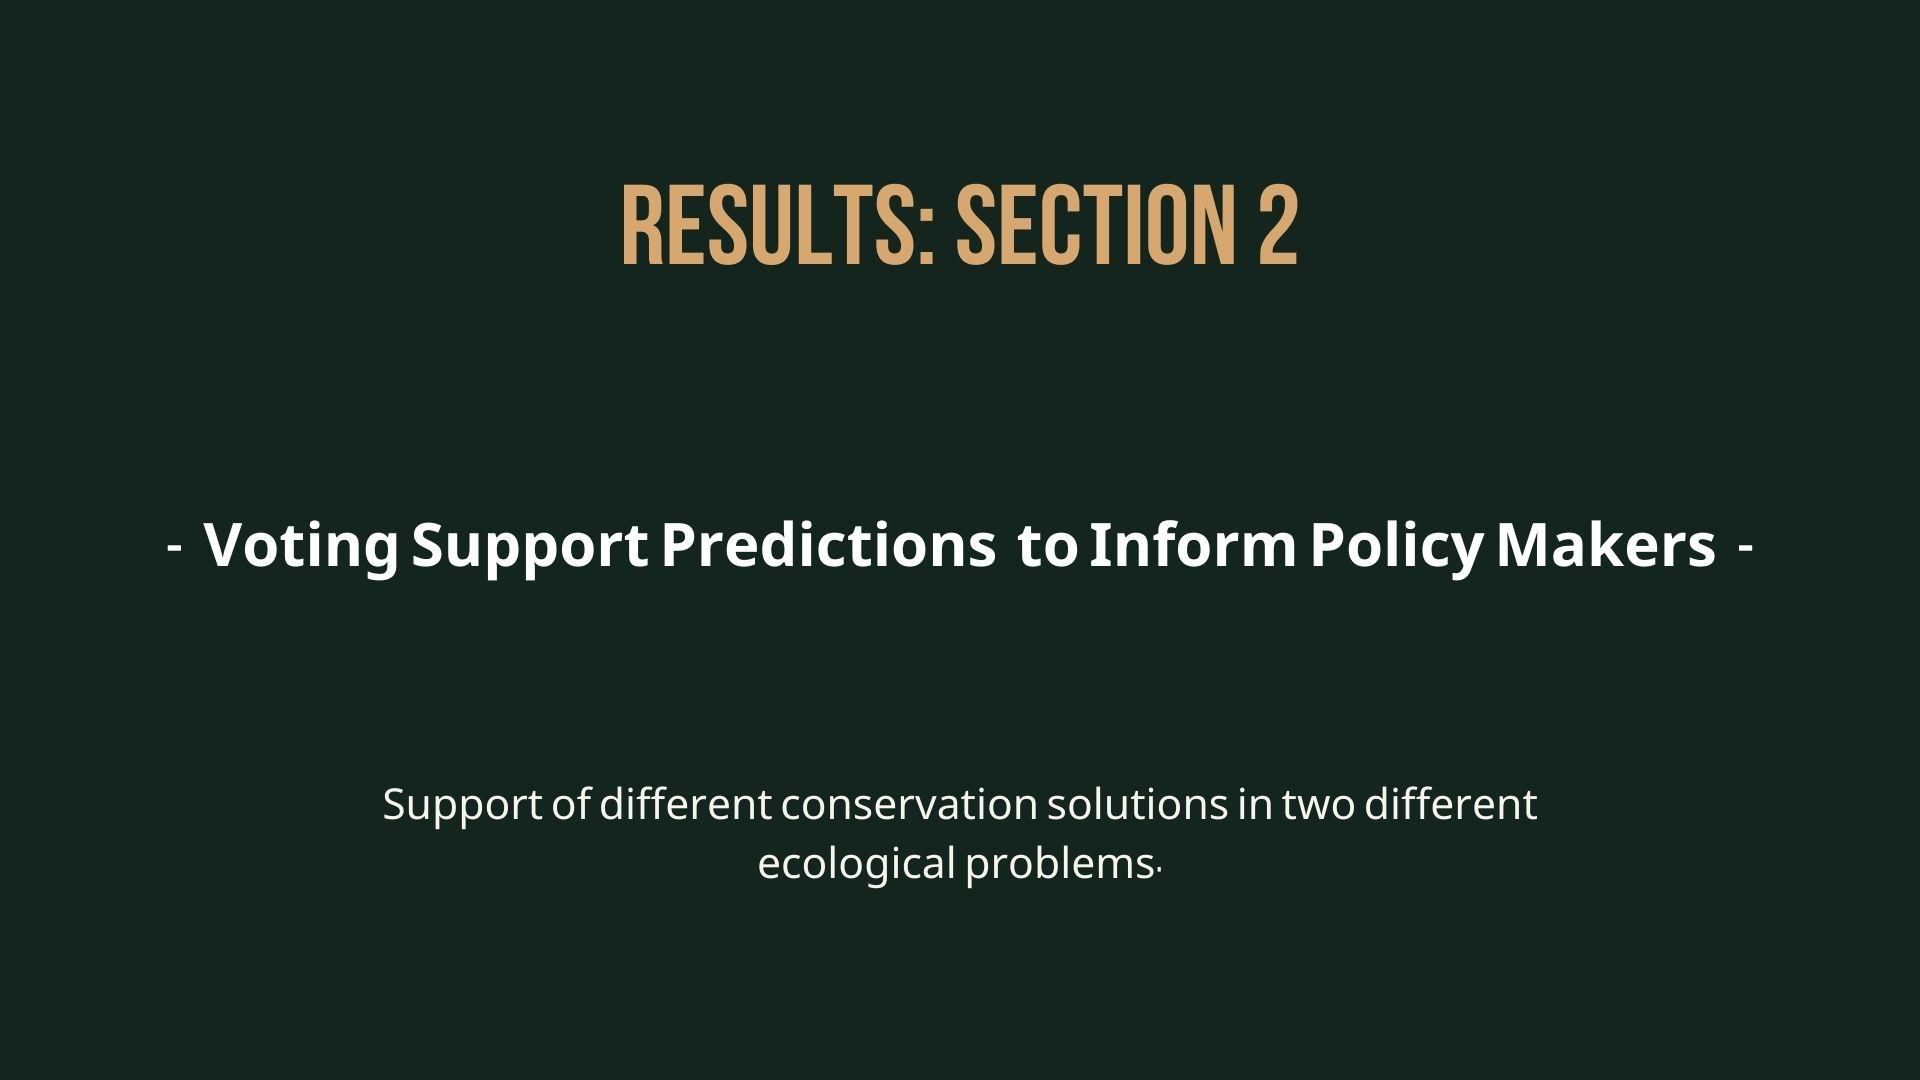 RESULTS: SECTION 2
- Voting Support Predictions to Inform Policy Makers -
Support of different conservation solutions in two different
ecological problems.